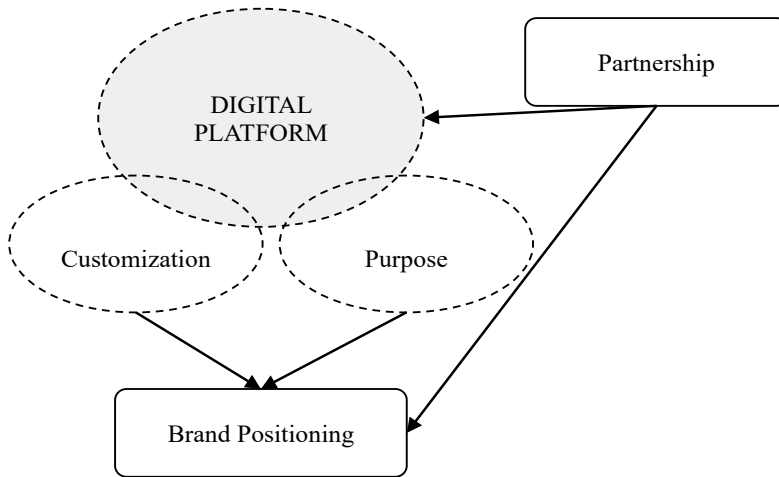 Partnership
DIGITAL
PLATFORM
Customization
Purpose
Brand Positioning